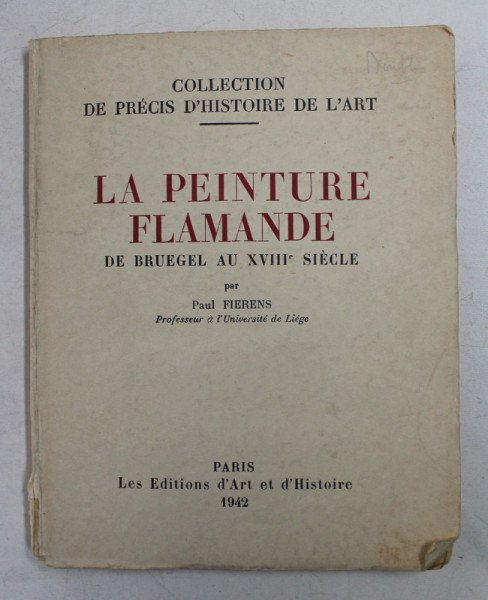 COLLECTION
DE PRÉCIS D'HISTOIRE DE L'ART
LA PEINTURE
FLAMANDE
DE BRUEGEL AU XVIIIe SIÈCLE
par
Paul FIERENS
Professeur à l'Université de Liége
PARIS
Les Editions d'Art et d'Histoire
1942